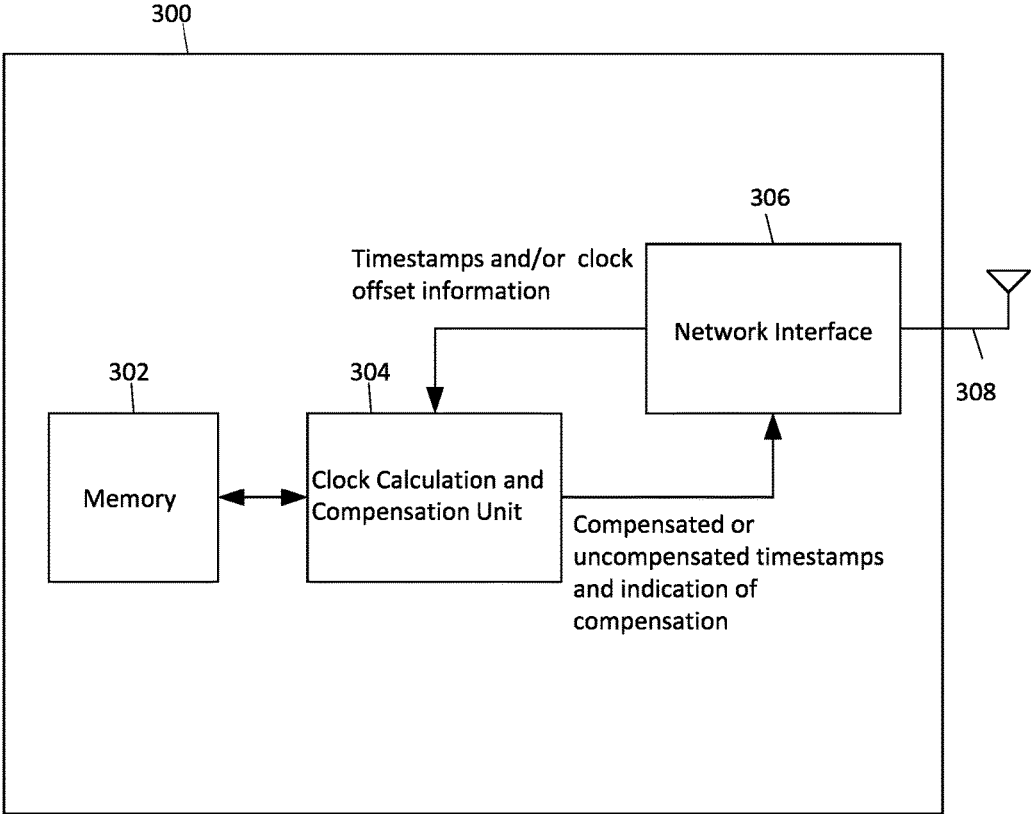 300
306
Timestamps and/or clock
offset information
Network Interface
308
302
304
Memory
Clock Calculation and
Compensation Unit
Compensated or
uncompensated timestamps
and indication of
compensation